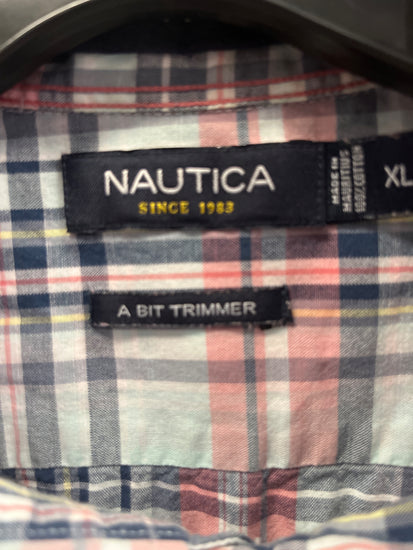 NAUTICA
SINCE 1983
MADE IN
MAURITIUS
100% COTTON
XL
A BIT TRIMMER